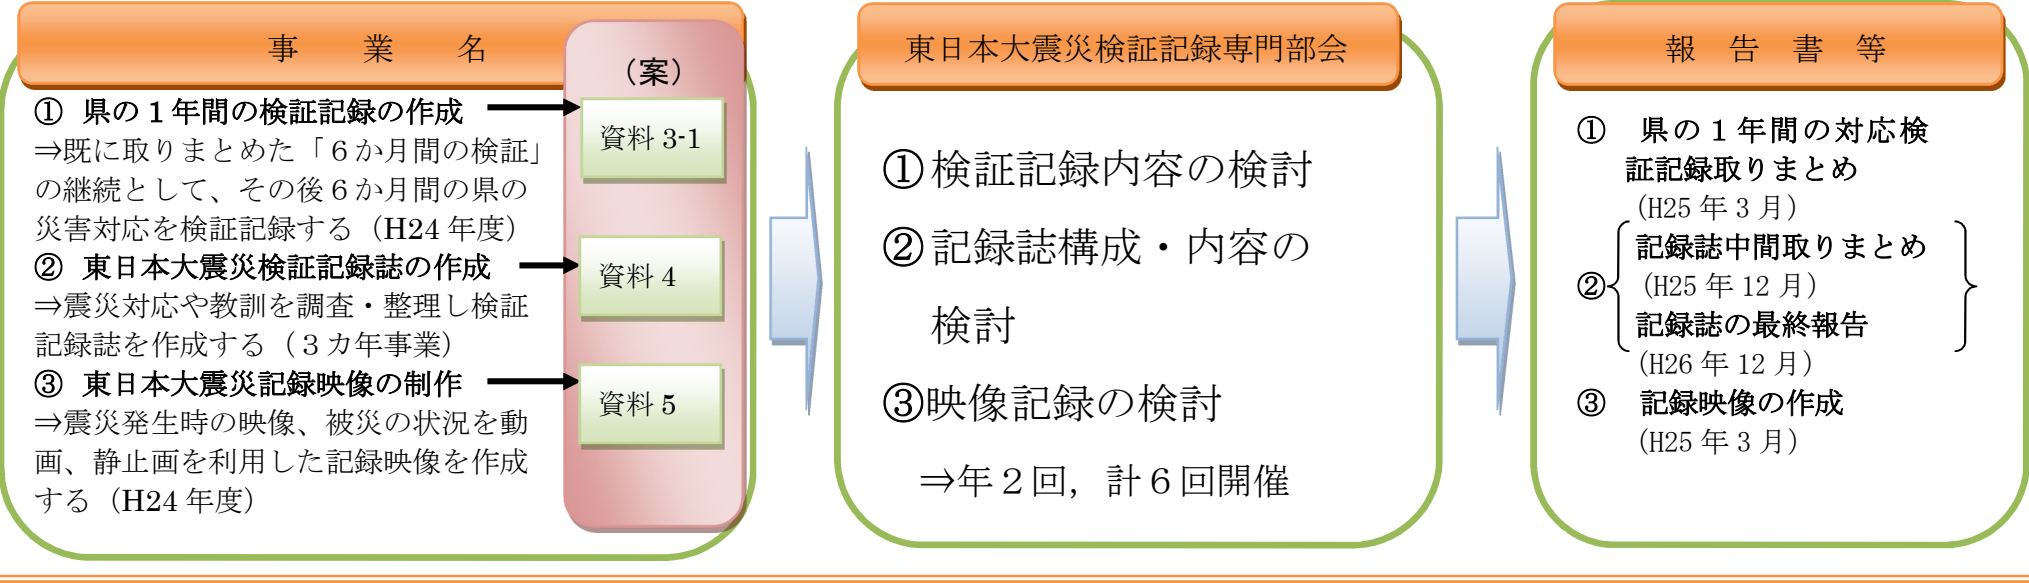 事　業　名
（案）
① 県の１年間の検証記録の作成
⇒既に取りまとめた「６か月間の検証」
の継続として、その後６か月間の県の
災害対応を検証記録する（H24 年度）
② 東日本大震災検証記録誌の作成
⇒震災対応や教訓を調査・整理し検証
記録誌を作成する（３カ年事業）
③ 東日本大震災記録映像の制作
⇒震災発生時の映像、被災の状況を動
画、静止画を利用した記録映像を作成
する（H24 年度）
資料 3-1
資料 4
資料 5
東日本大震災検証記録専門部会
①検証記録内容の検討
②記録誌構成・内容の
検討
③映像記録の検討
⇒年２回，計６回開催
報　告　書　等
①　県の１年間の対応検
証記録取りまとめ
（H25 年 3 月）
記録誌中間取りまとめ
②（H25 年 12 月）
記録誌の最終報告
（H26 年 12 月）
③　記録映像の作成
（H25 年 3 月）